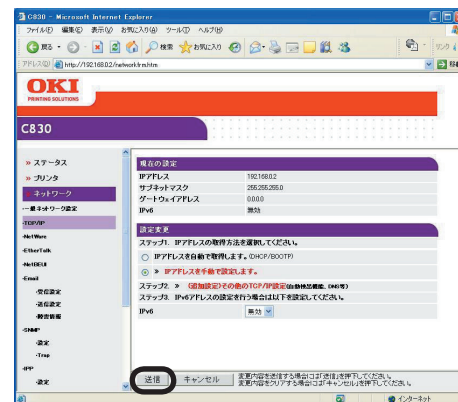 C830 - Microsoft Internet Explorer
ファイル(F) 編集(E) 表示(V) お気に入り(A) ツール(T) ヘルプ(H)
戻る 検索 お気に入り
アドレス(D) http://192.168.0.2/networkfrm.htm
OKI
PRINTING SOLUTIONS
C830
» ステータス
» プリンタ
» ネットワーク
-一般ネットワーク設定
-TCP/IP
-NetWare
-EtherTalk
-NetBEUI
-Email
-受信設定
-送信設定
-障害情報
-SNMP
-設定
-Trap
-IPP
-設定
現在の設定
IPアドレス 192.168.0.2
サブネットマスク 255.255.255.0
ゲートウェイアドレス 0.0.0.0
IPv6 無効
設定変更
ステップ1. IPアドレスの取得方法を選択してください。
IPアドレスを自動で取得します。(DHCP/BOOTP)
» IPアドレスを手動で設定します。
ステップ2. » (追加設定)その他のTCP/IP設定(自動検出機能、DNS等)
ステップ3. IPv6アドレスの設定を行う場合は以下を設定してください。
IPv6 無効
送信 キャンセル
変更内容を送信する場合には「送信」を押下してください。
変更内容をクリアする場合には「キャンセル」を押下してください。
インターネット